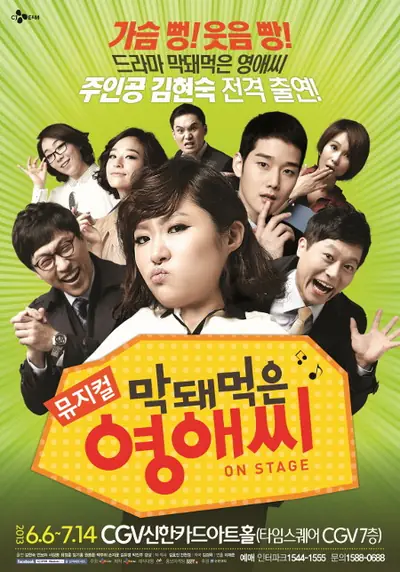 CJ E&M
가슴 뻥! 웃음 빵!
드라마 막돼먹은 영애씨
주인공 김현숙 전격 출연!
뮤지컬
막돼먹은
영애씨
ON STAGE
2013
6.6-7.14 CGV신한카드아트홀(타임스퀘어 CGV 7층)
예매 인터파크 1544-1555 문의 1588-0688